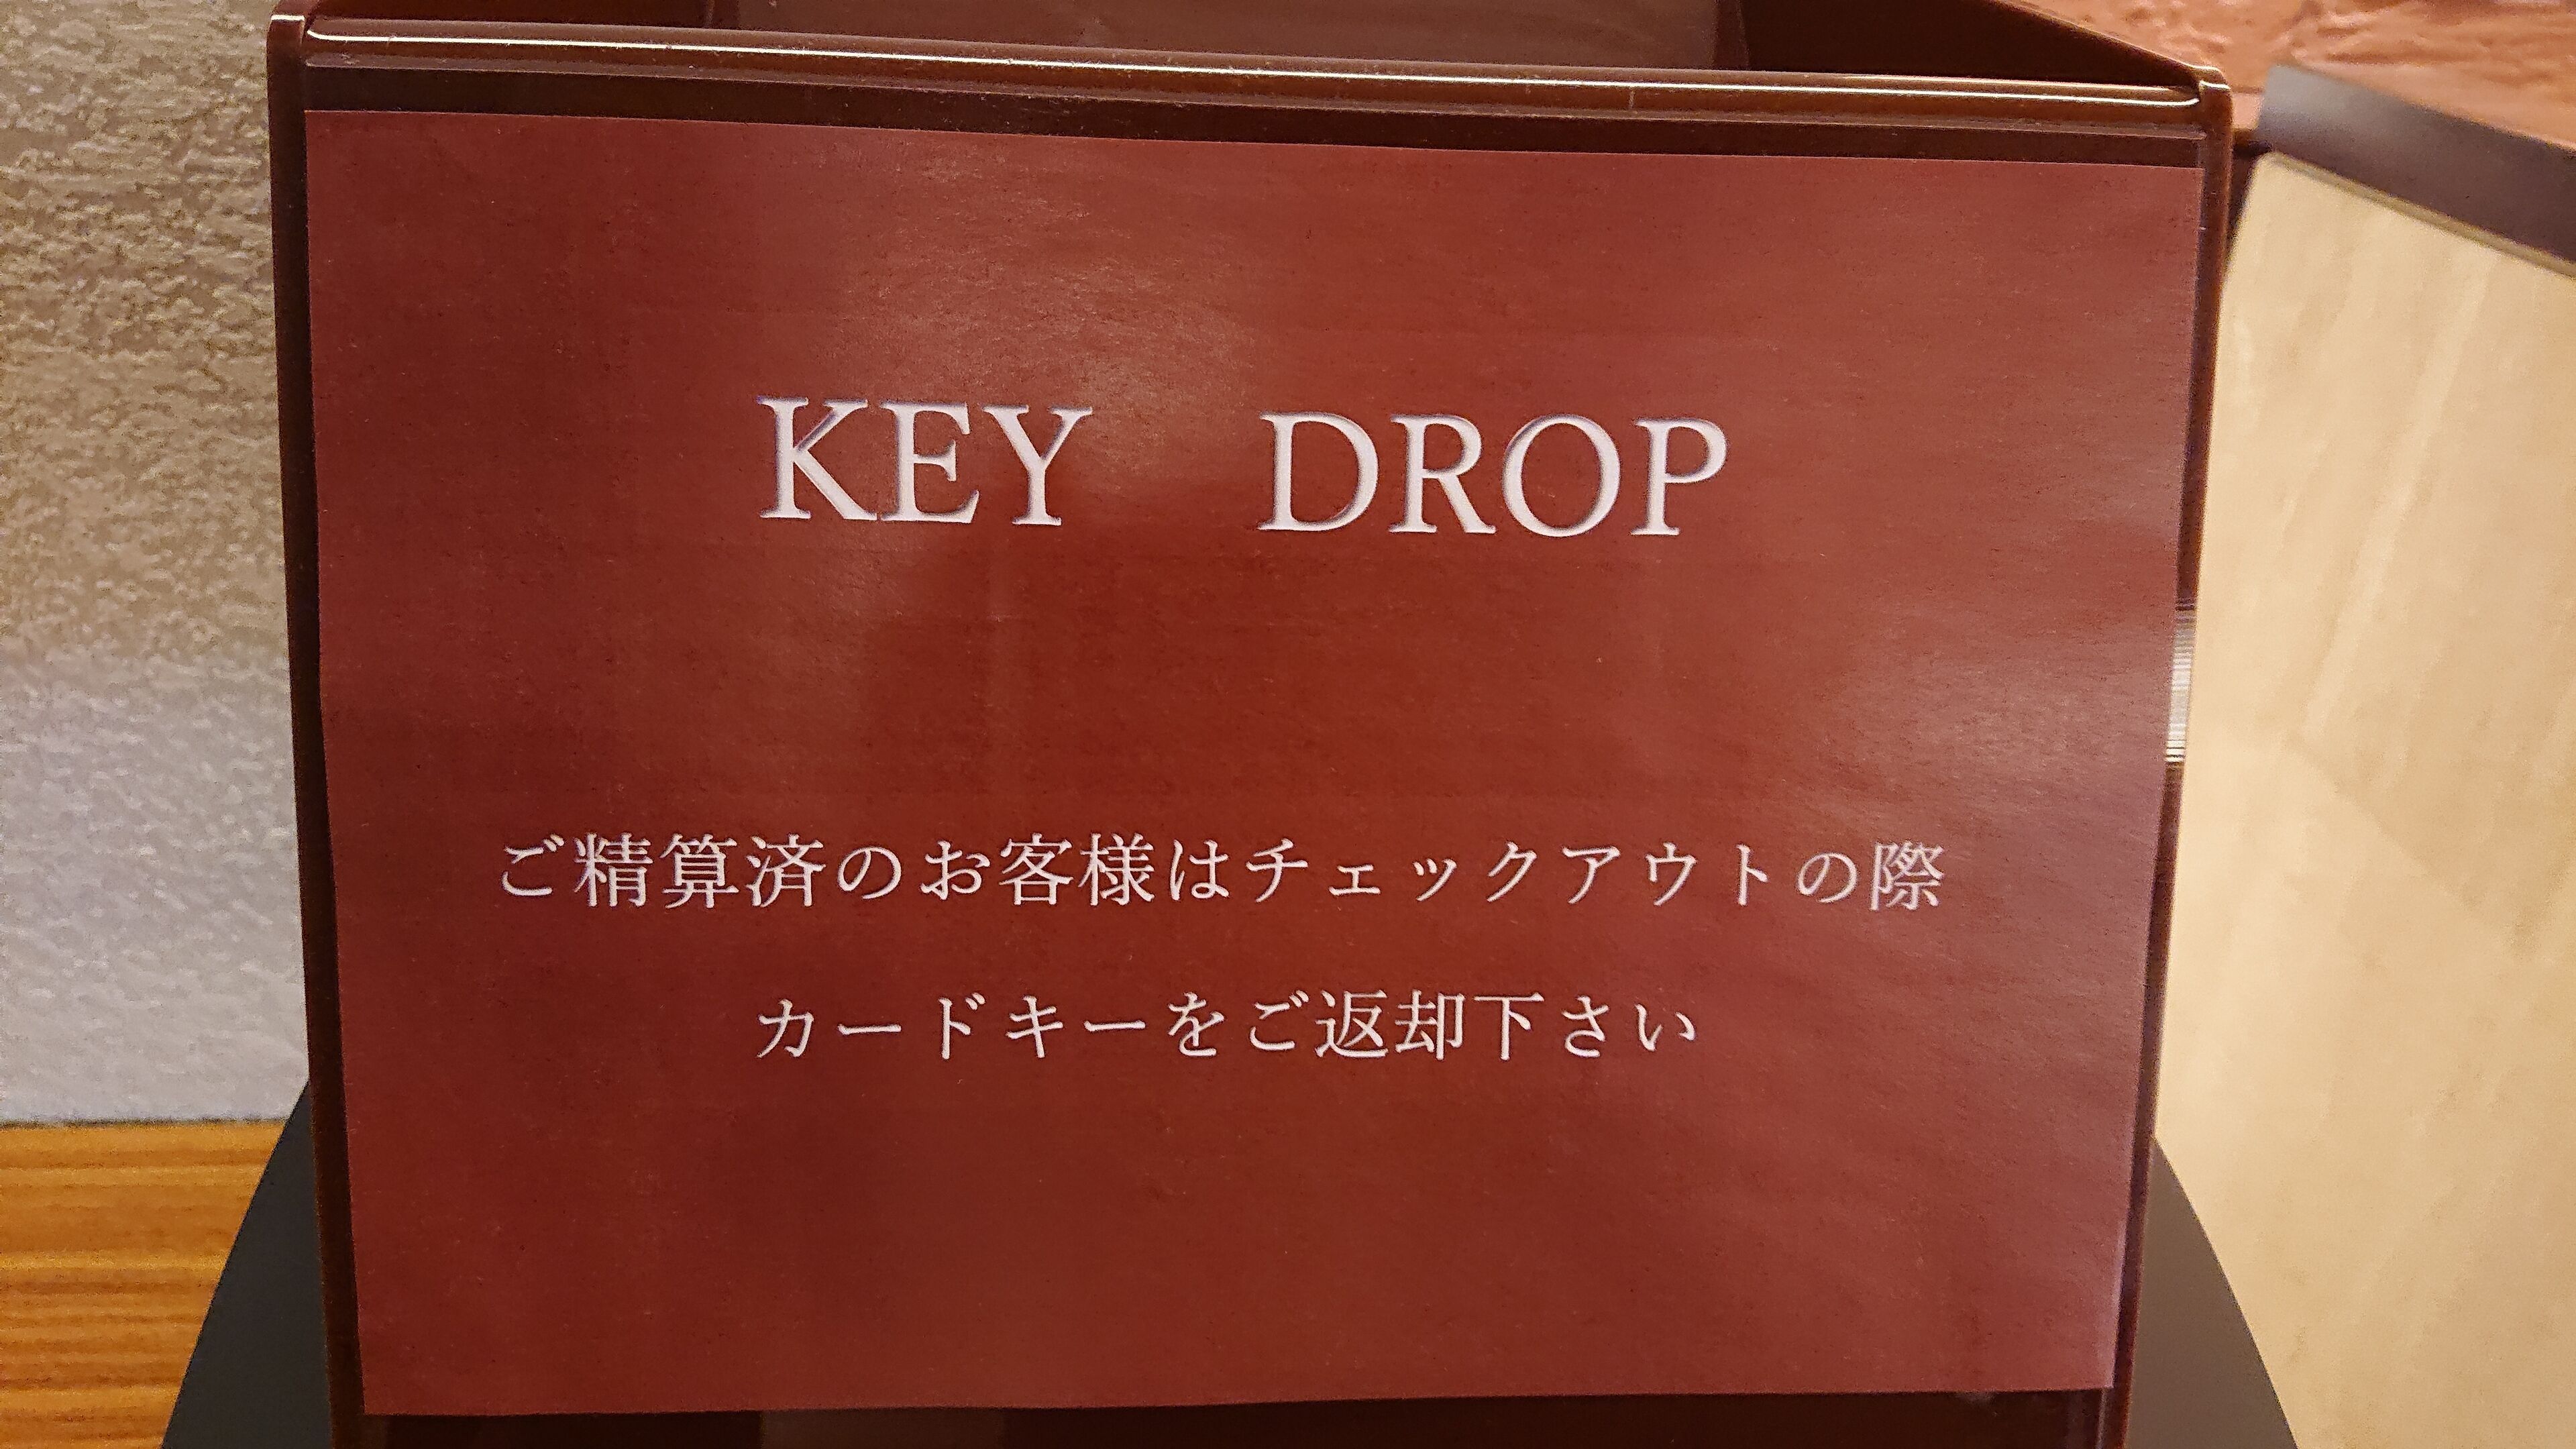 KEY　DROP
ご精算済のお客様はチェックアウトの際
カードキーをご返却下さい